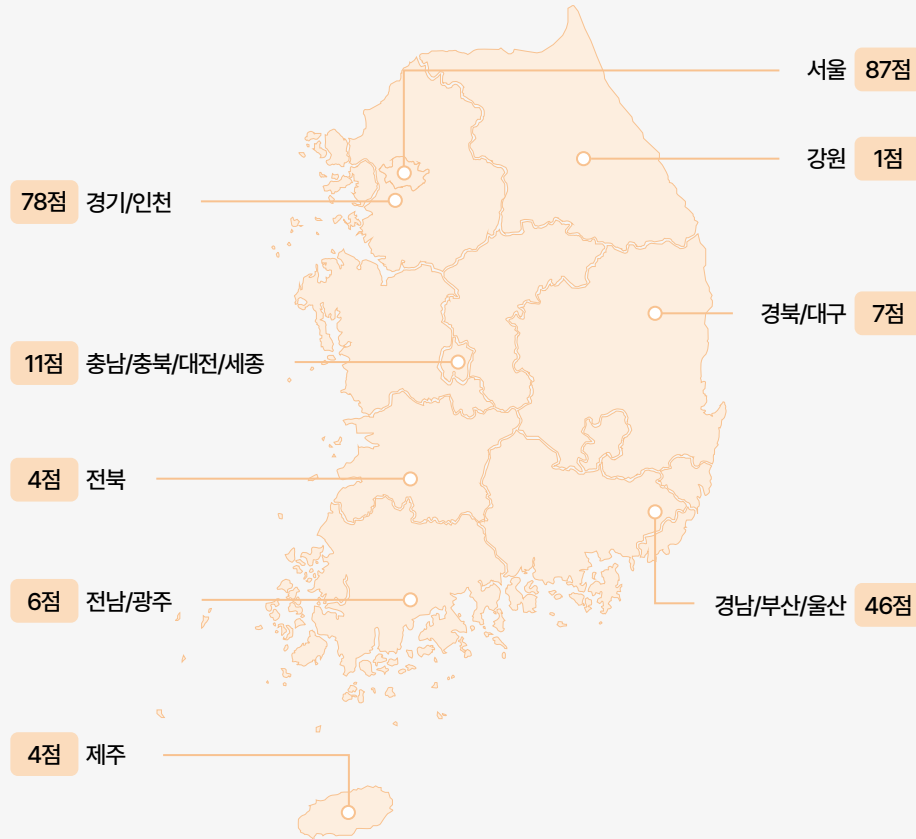 서울 87점
강원 1점
78점 경기/인천
경북/대구 7점
11점 충남/충북/대전/세종
4점 전북
6점 전남/광주
경남/부산/울산 46점
4점 제주